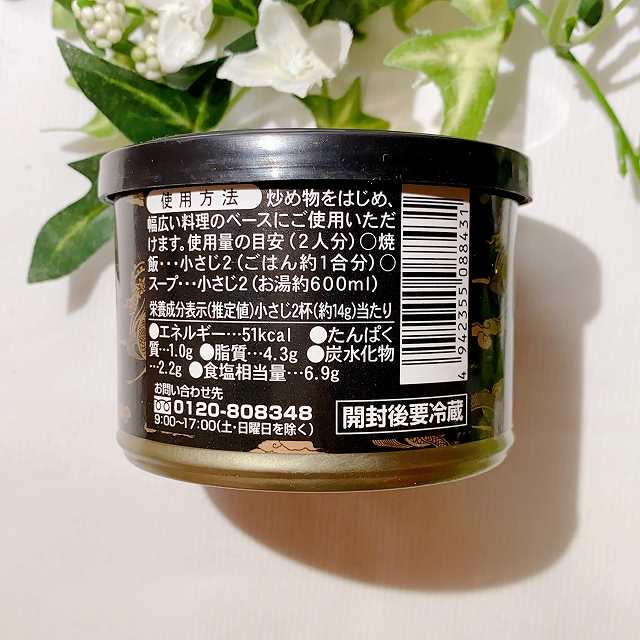 使用方法 炒め物をはじめ、
幅広い料理のベースにご使用いただ
けます。使用量の目安(2人分)○焼
飯・・・小さじ2(ごはん約1合分)○
スープ・・・小さじ2(お湯約600ml)
栄養成分表示(推定値)小さじ2杯(約14g)当たり
●エネルギー…51kcal ●たんぱく
質…1.0g ●脂質…4.3g ●炭水化物
…2.2g ●食塩相当量…6.9g
お問い合わせ先
0120-808348
9:00~17:00(土・日曜日を除く)
開封後要冷蔵
4942355088431